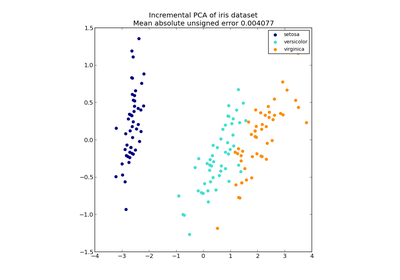 Incremental PCA of iris dataset
Mean absolute unsigned error 0.004077
setosa
versicolor
virginica
1.5
1.0
0.5
0.0
−0.5
−1.0
−1.5
−4 −3 −2 −1 0 1 2 3 4